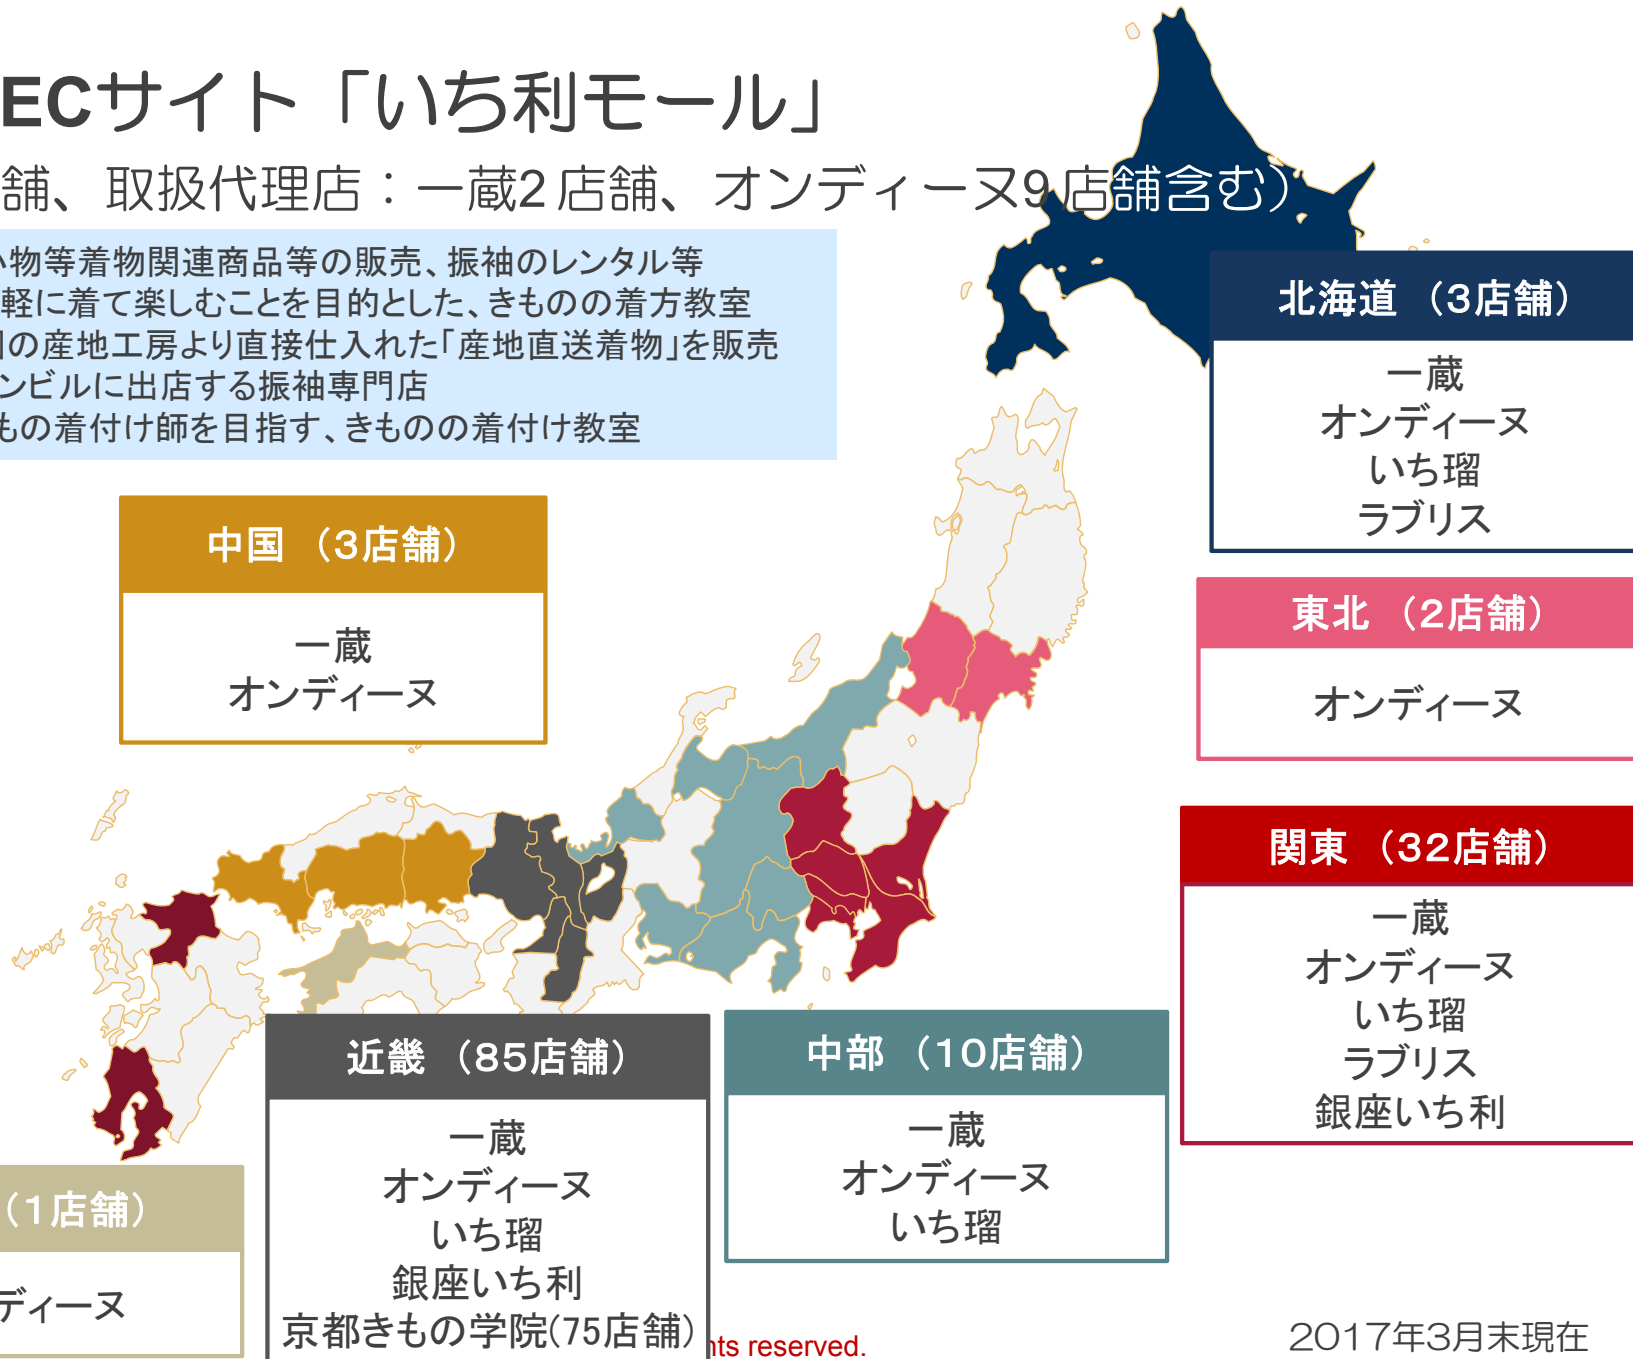 ECサイト「いち利モール」
舗、取扱代理店：一蔵2店舗、オンディーヌ9店舗含む）
物等着物関連商品等の販売、振袖のレンタル等
軽に着て楽しむことを目的とした、きものの着方教室
の産地工房より直接仕入れた「産地直送着物」を販売
ンビルに出店する振袖専門店
もの着付け師を目指す、きものの着付け教室
北海道（3店舗）
一蔵
オンディーヌ
いち瑠
ラブリス
中国（3店舗）
一蔵
オンディーヌ
東北（2店舗）
オンディーヌ
関東（32店舗）
一蔵
オンディーヌ
いち瑠
ラブリス
銀座いち利
近畿（85店舗）
一蔵
オンディーヌ
いち瑠
銀座いち利
京都きもの学院(75店舗)
中部（10店舗）
一蔵
オンディーヌ
いち瑠
（1店舗）
ディーヌ
hts reserved.
2017年3月末現在